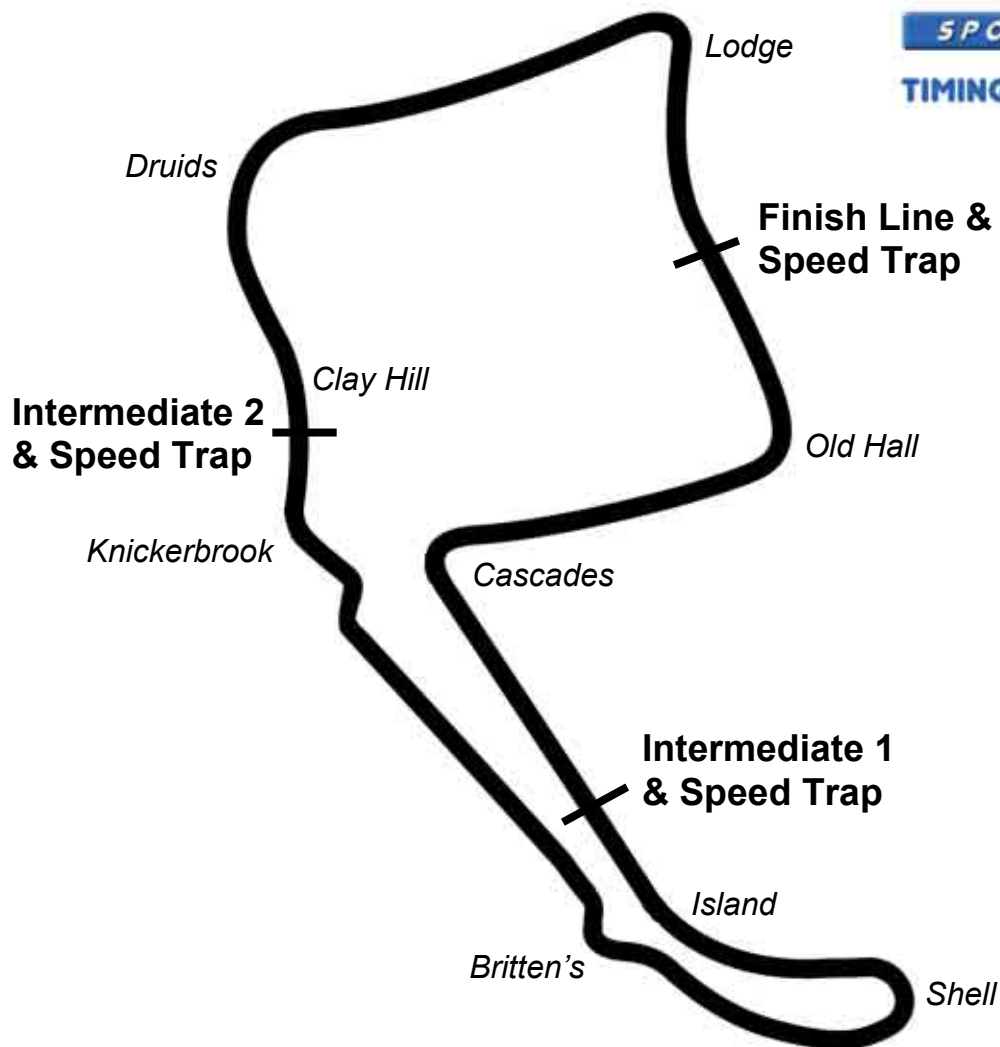 Lodge
TIMING
Druids
Finish Line &
Speed Trap
Clay Hill
Intermediate 2
& Speed Trap
Old Hall
Knickerbrook
Cascades
Intermediate 1
& Speed Trap
Island
Britten's
Shell